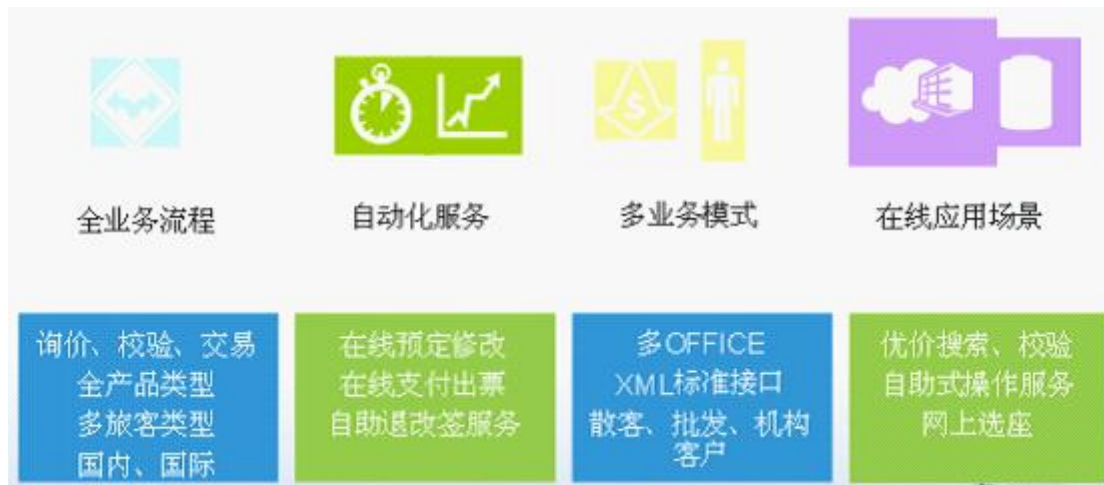 $
全业务流程
自动化服务
多业务模式
在线应用场景
询价、校验、交易
全产品类型
多旅客类型
国内、国际
在线预定修改
在线支付出票
自助退改签服务
多OFFICE
XML标准接口
散客、批发、机构
客户
优价搜索、校验
自助式操作服务
网上选座